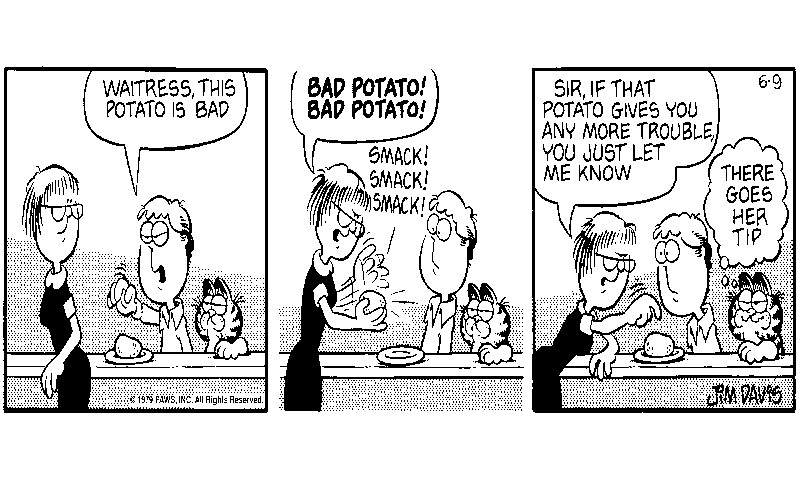 WAITRESS, THIS
POTATO IS BAD
© 1979 PAWS, INC. All Rights Reserved.
BAD POTATO!
BAD POTATO!
SMACK!
SMACK!
SMACK!
SIR, IF THAT
POTATO GIVES YOU
ANY MORE TROUBLE,
YOU JUST LET
ME KNOW
6-9
THERE
GOES
HER
TIP
JIM DAVIS